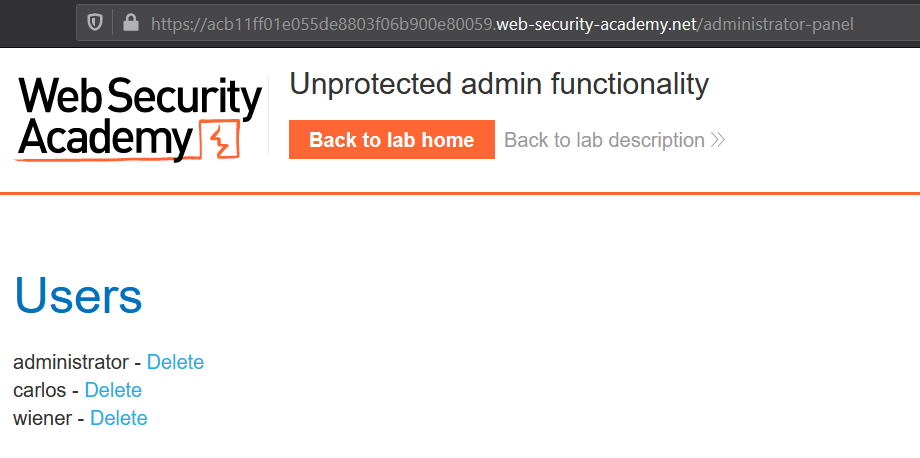 https://acb11ff01e055de8803f06b900e80059.web-security-academy.net/administrator-panel
Web Security
Academy
Unprotected admin functionality
Back to lab home
Back to lab description
Users
administrator - Delete
carlos - Delete
wiener - Delete